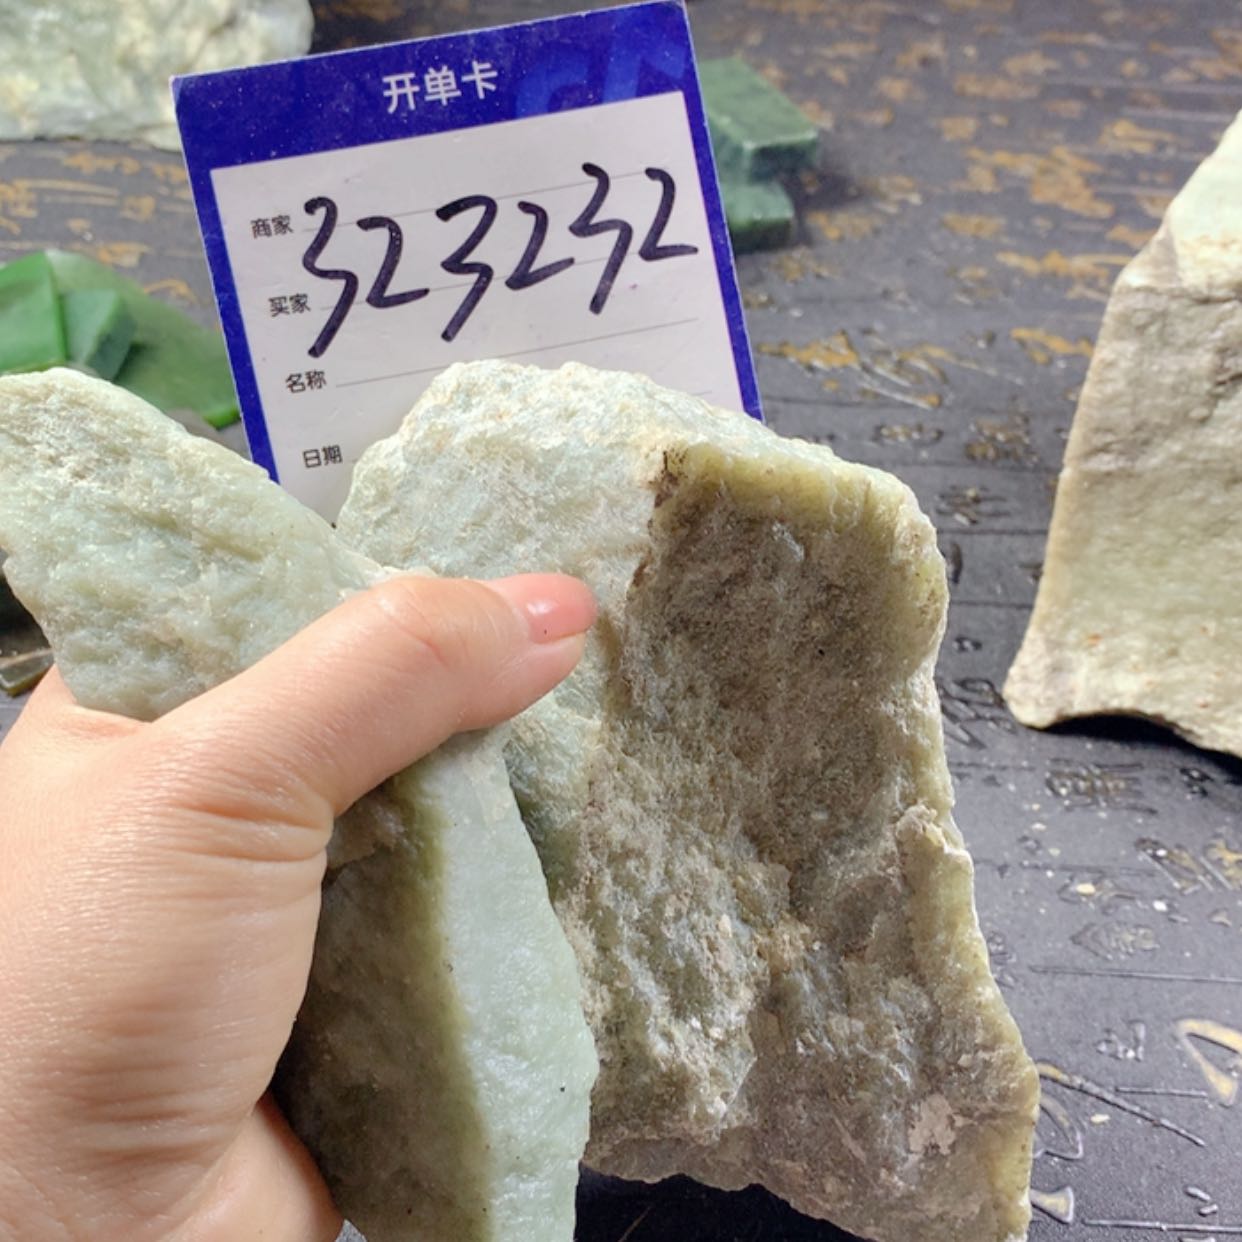 开单卡
商家
323232
买家
名称
日期